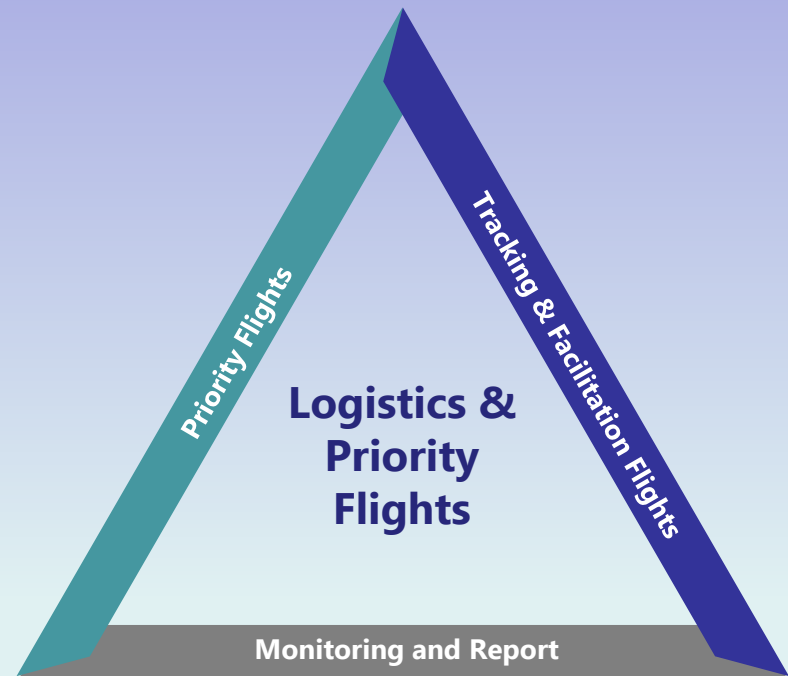 Priority Flights
Tracking & Facilitation Flights
Logistics &
Priority
Flights
Monitoring and Report